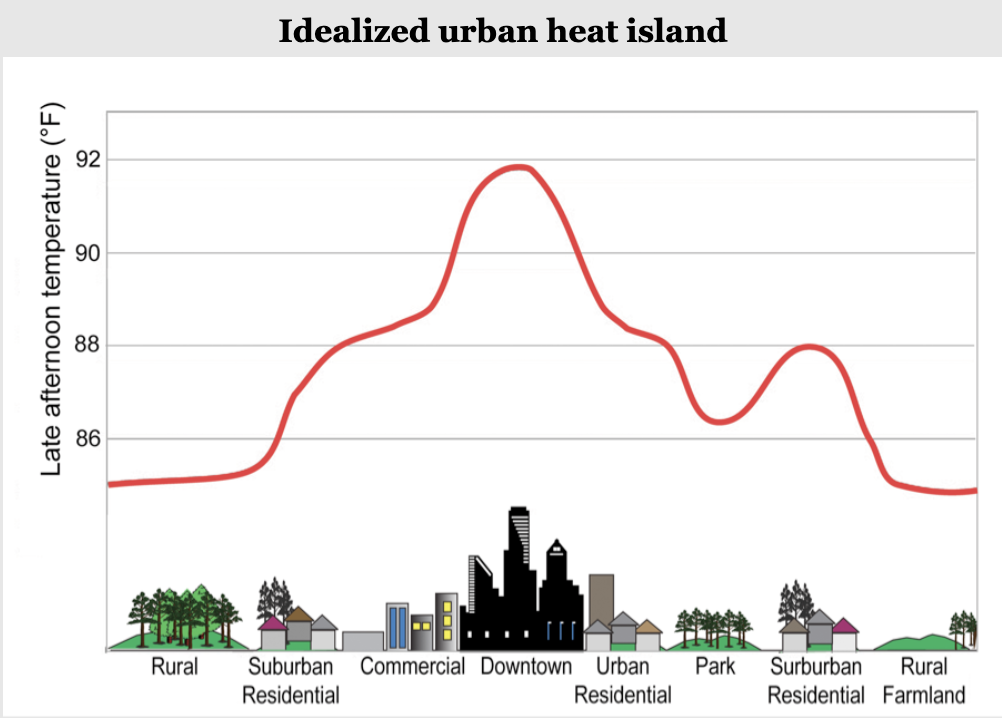 Idealized urban heat island
Late afternoon temperature (°F)
92
90
88
86
Rural
Suburban
Residential
Commercial
Downtown
Urban
Residential
Park
Surburban
Residential
Rural
Farmland